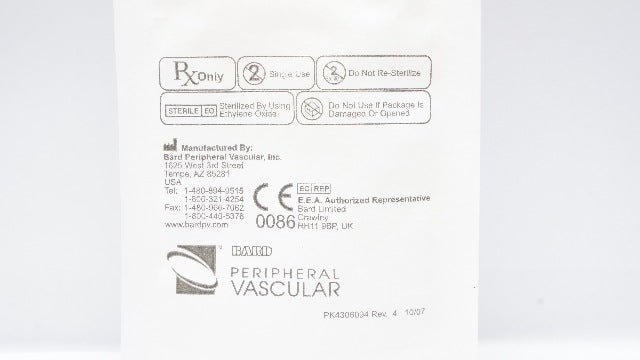 Rx Only
2 Single Use
2 Do Not Re-Sterilize
STERILE EO Sterilized By Using
Ethylene Oxide.
Do Not Use If Package Is
Damaged Or Opened
Manufactured By:
Bard Peripheral Vascular, Inc.
1625 West 3rd Street
Tempe, AZ 85281
USA
Tel: 1-480-894-9515
1-800-321-4254
Fax: 1-480-966-7062
1-800-440-5376
www.bardpv.com
CE
0086
EC REP
E.E.A. Authorized Representative
Bard Limited
Crawley
RH11 9BP, UK
BARD
PERIPHERAL
VASCULAR
PK4306094 Rev. 4 10/07